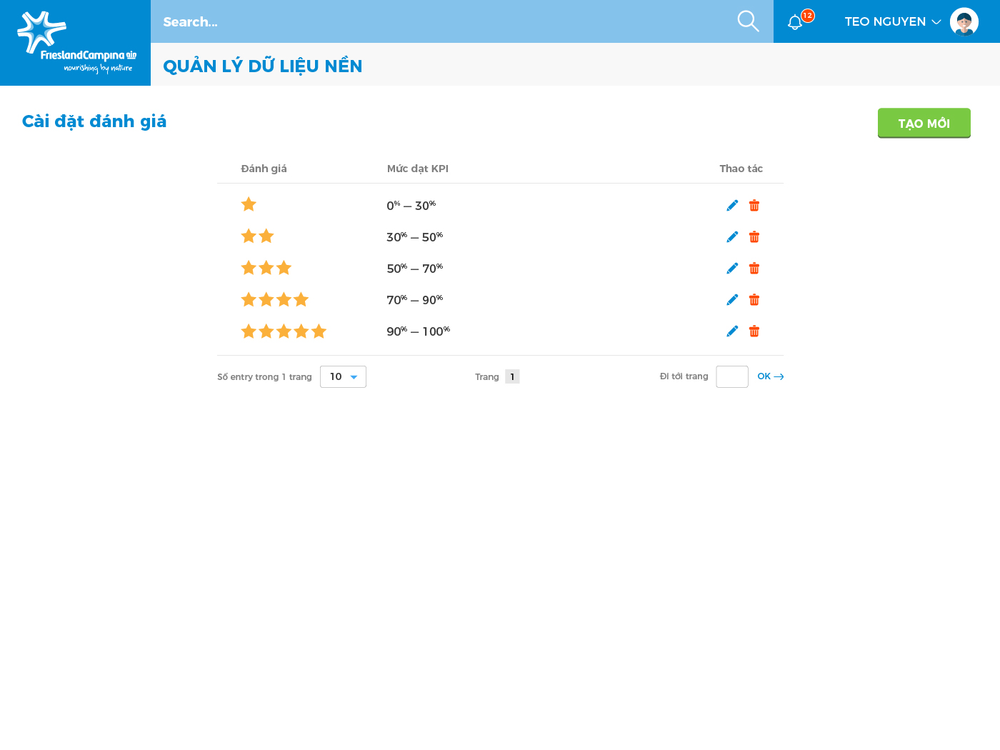 Search...
12
TEO NGUYEN
FrieslandCampina
nourishing by nature
QUẢN LÝ DỮ LIỆU NỀN
Cài đặt đánh giá
TẠO MỚI
Đánh giá Mức đạt KPI Thao tác
0% — 30%
30% — 50%
50% — 70%
70% — 90%
90% — 100%
Số entry trong 1 trang 10 Trang 1 Đi tới trang OK